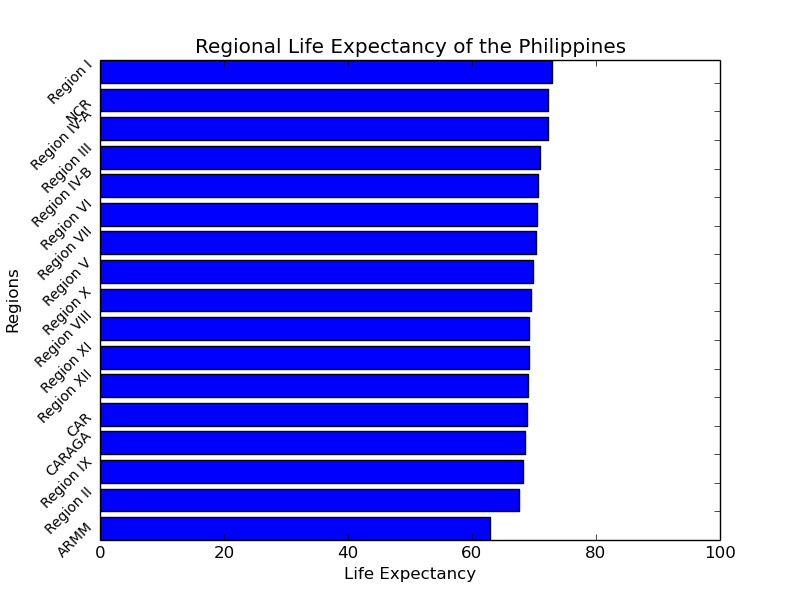 Regional Life Expectancy of the Philippines
Region I
NCR
Region IV-A
Region III
Region IV-B
Region VI
Region VII
Region V
Region X
Region VIII
Region XI
Region XII
CAR
CARAGA
Region IX
Region II
ARMM
Regions
0 20 40 60 80 100
Life Expectancy